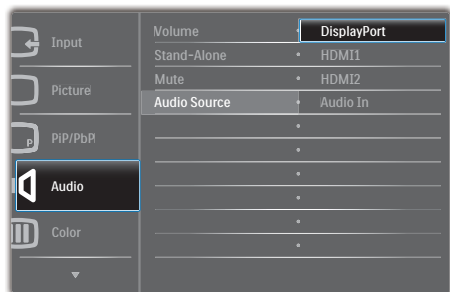 Input
Picture
PiP/PbP
P
Audio
Color
Volume
Stand-Alone
Mute
Audio Source
DisplayPort
HDMI1
HDMI2
Audio In